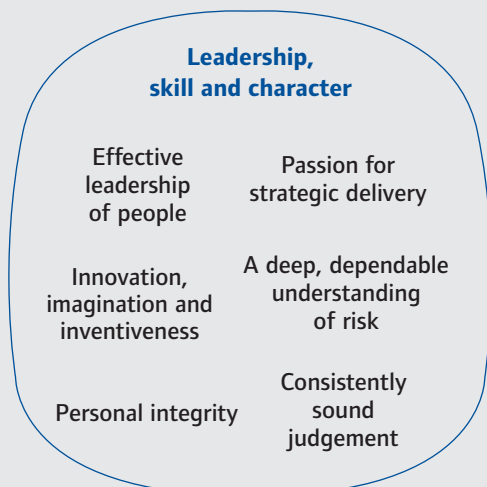 Leadership,
skill and character
Effective
leadership
of people
Passion for
strategic delivery
Innovation,
imagination and
inventiveness
A deep, dependable
understanding
of risk
Personal integrity
Consistently
sound
judgement